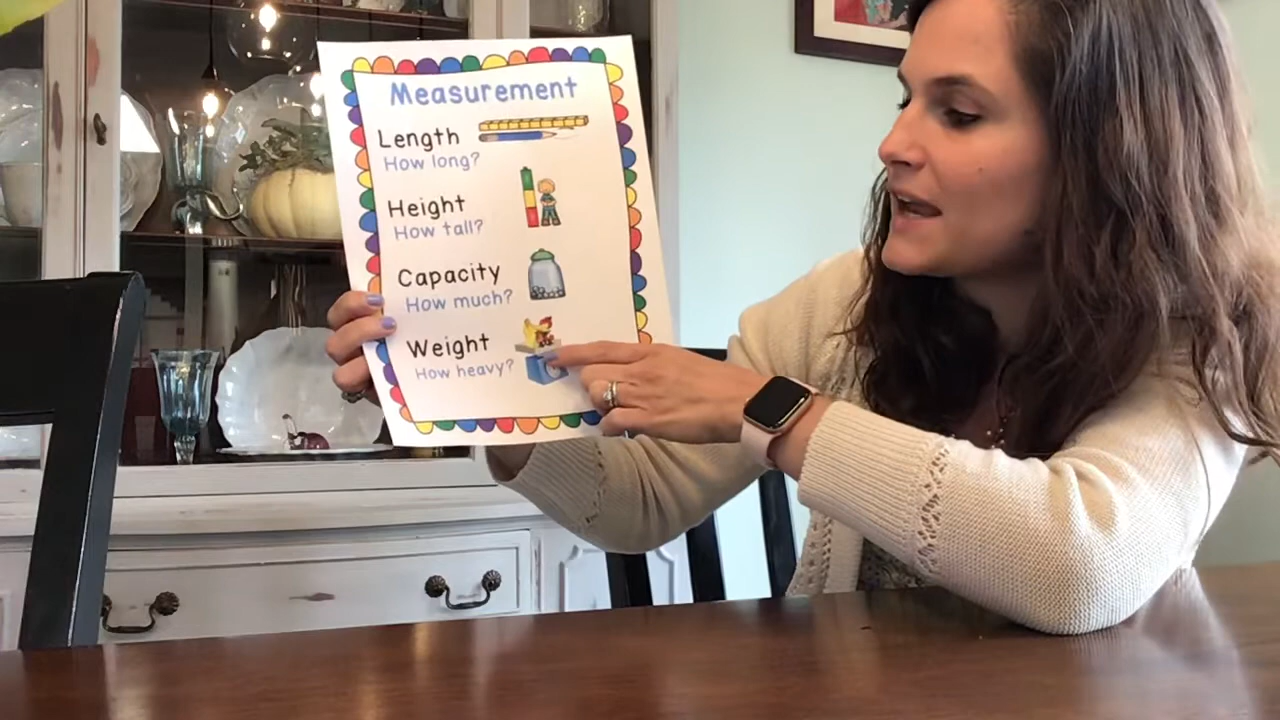 Measurement
Length
How long?
Height
How tall?
Capacity
How much?
Weight
How heavy?